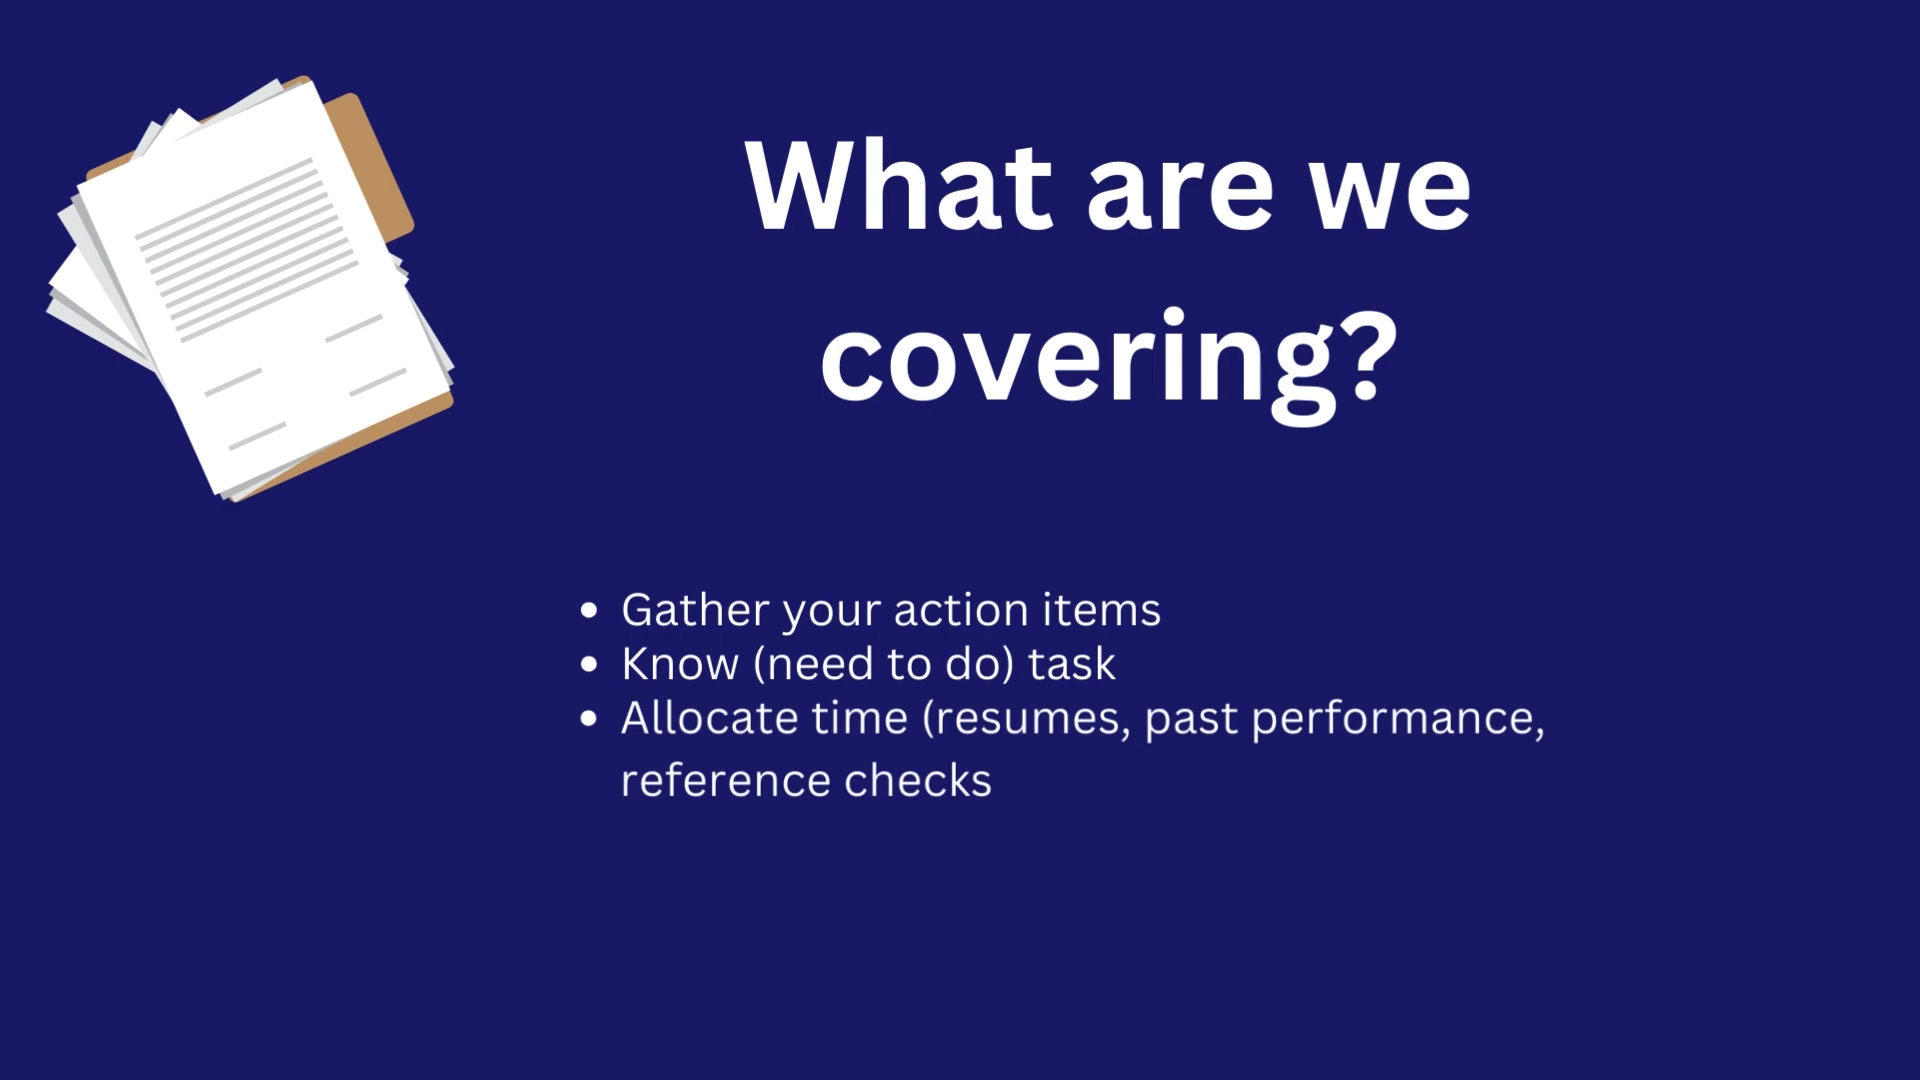 What are we
covering?
• Gather your action items
• Know (need to do) task
• Allocate time (resumes, past performance,
reference checks